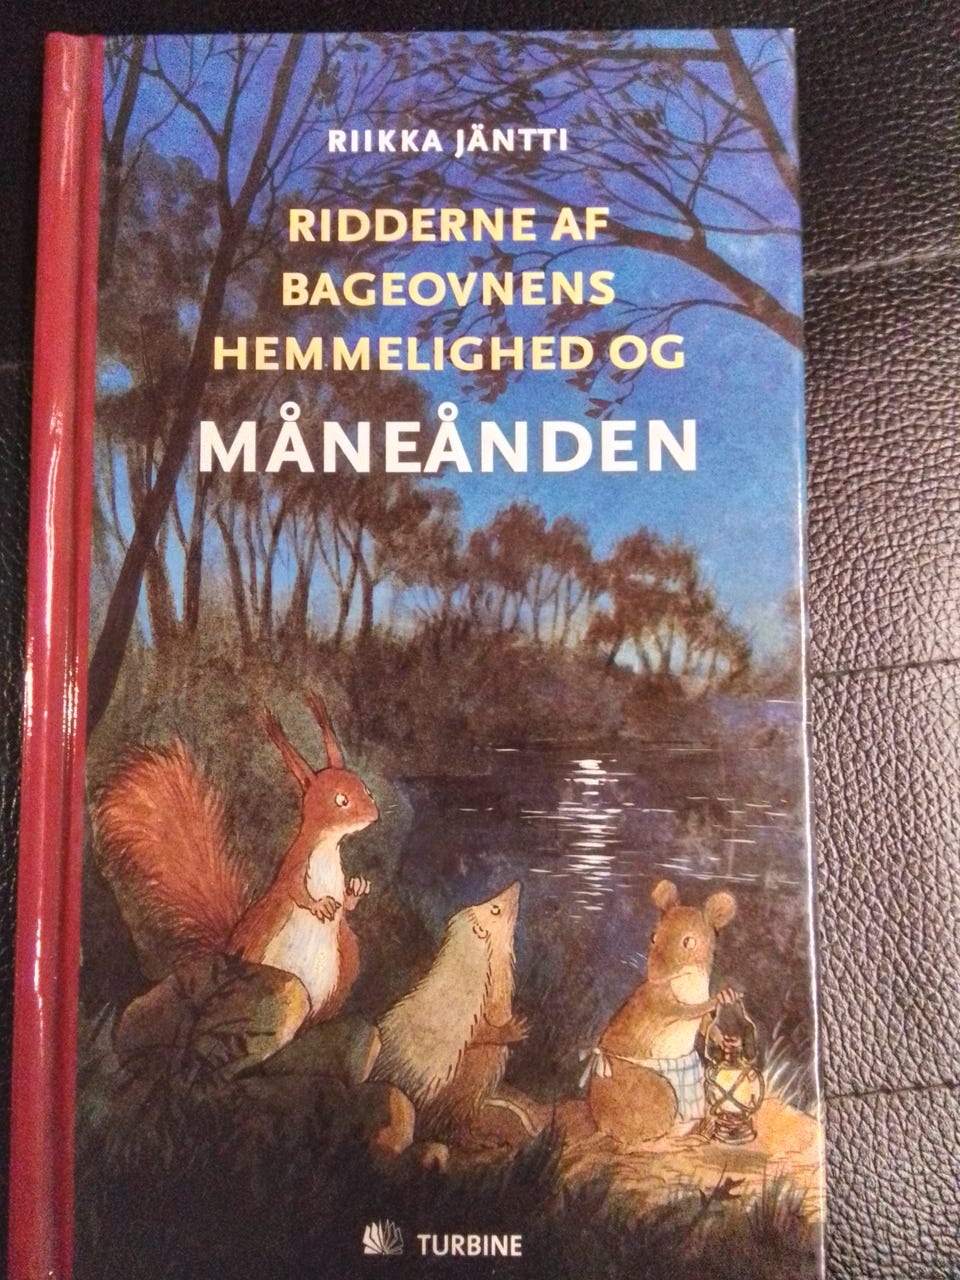 RIIKKA JÄNTTI
RIDDERNE AF
BAGEOVNENS
HEMMELIGHED OG
MÅNEÅNDEN
TURBINE